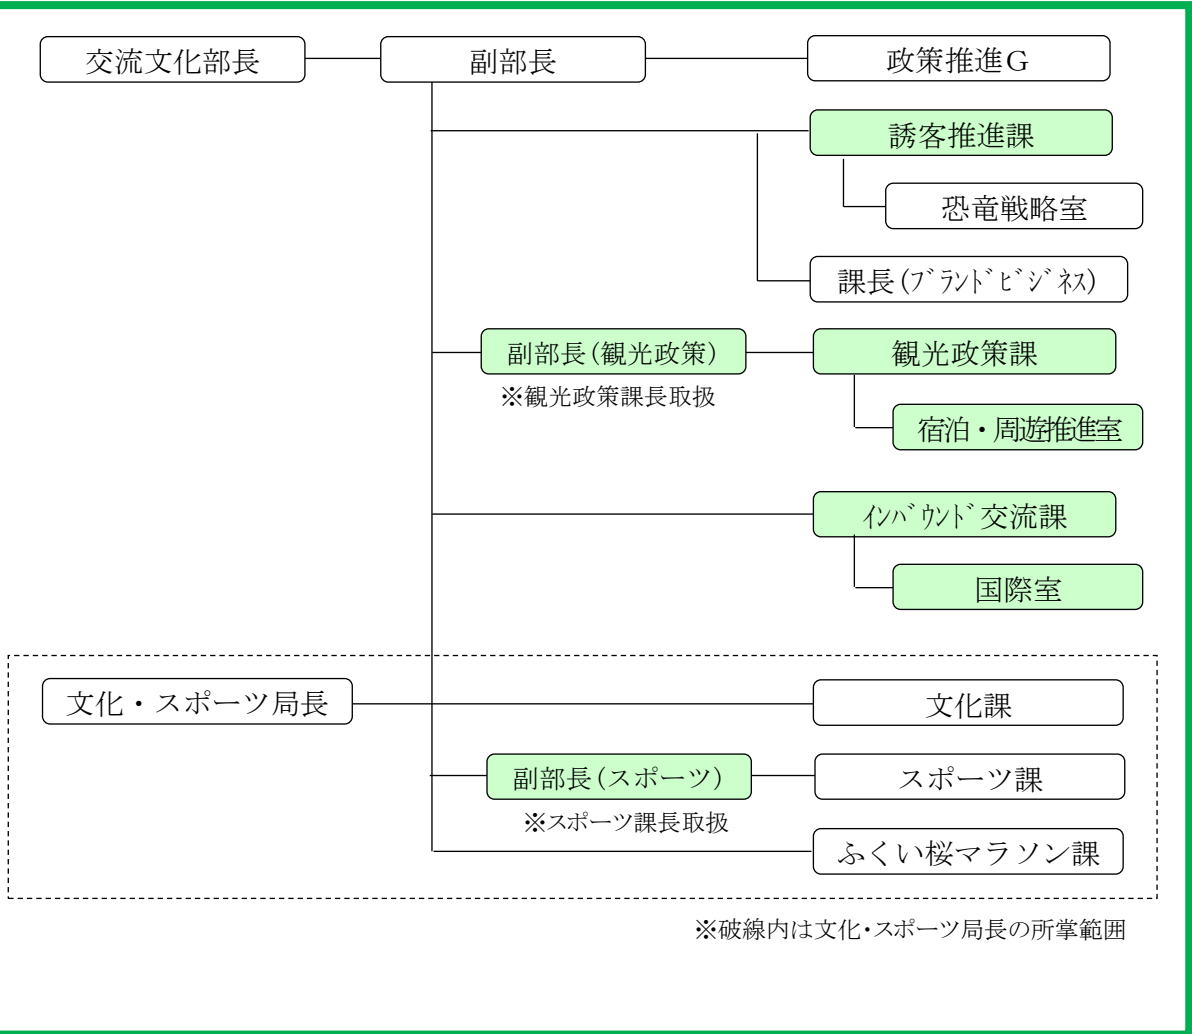 交流文化部長
副部長
政策推進G
誘客推進課
恐竜戦略室
課長(ﾌﾞﾗﾝﾄﾞﾋﾞｼﾞﾈｽ)
副部長(観光政策)
観光政策課
※観光政策課長取扱
宿泊・周遊推進室
ｲﾝﾊﾞｳﾝﾄﾞ交流課
国際室
文化・スポーツ局長
文化課
副部長(スポーツ)
スポーツ課
※スポーツ課長取扱
ふくい桜マラソン課
※破線内は文化･スポーツ局長の所掌範囲